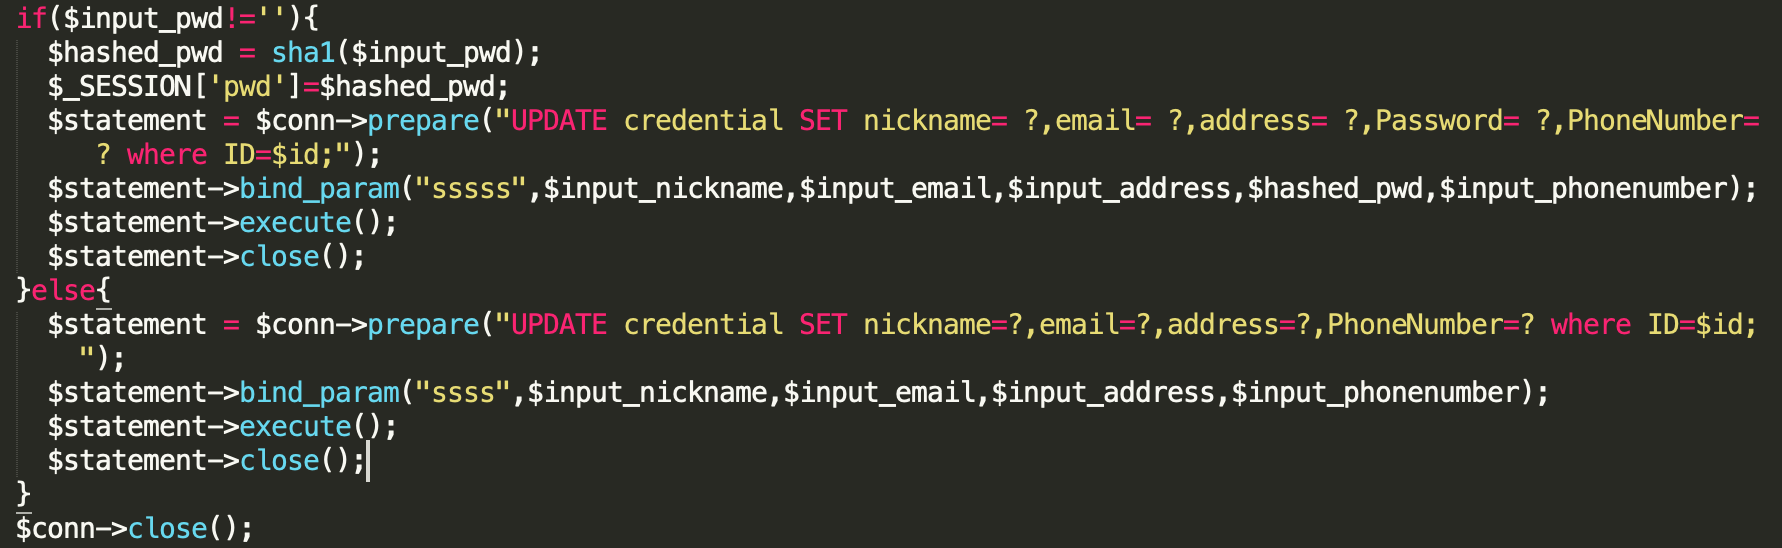 if($input_pwd!=''){
$hashed_pwd = sha1($input_pwd);
$_SESSION['pwd']=$hashed_pwd;
$statement = $conn->prepare("UPDATE credential SET nickname= ?,email= ?,address= ?,Password= ?,PhoneNumber=
? where ID=$id;");
$statement->bind_param("sssss",$input_nickname,$input_email,$input_address,$hashed_pwd,$input_phonenumber);
$statement->execute();
$statement->close();
}else{
$statement = $conn->prepare("UPDATE credential SET nickname=?,email=?,address=?,PhoneNumber=? where ID=$id;
");
$statement->bind_param("ssss",$input_nickname,$input_email,$input_address,$input_phonenumber);
$statement->execute();
$statement->close();
}
$conn->close();